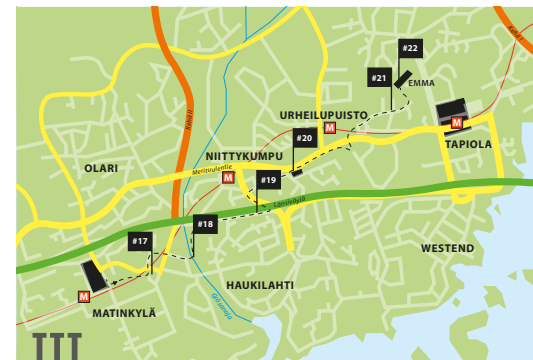 Kehä I
#22
#21
EMMA
URHEILUPUISTO
M
M
TAPIOLA
#20
Kehä II
NIITTYKUMPU
OLARI
Merituulentie
M
#19
Länsiväylä
#18
#17
WESTEND
HAUKILAHTI
M
MATINKYLÄ
III